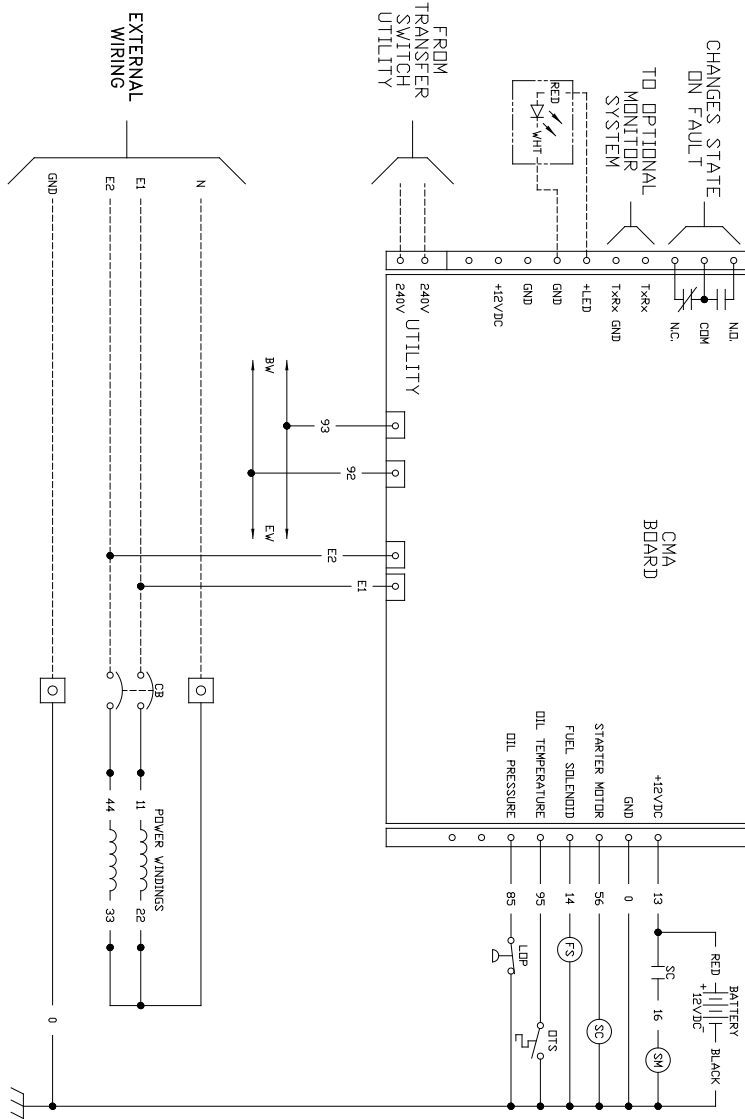 EXTERNAL
WIRING
FROM
TRANSFER
SWITCH
UTILITY
TO OPTIONAL
MONITOR
SYSTEM
CHANGES STATE
ON FAULT
RED
WHT
GND
E2
E1
N
240V
240V
UTILITY
+12VDC
GND
GND
+LED
TxRx GND
TxRx
N.C.
COM
N.O.
BW
EW
93
92
E2
E1
CMA
BOARD
CB
OIL PRESSURE
OIL TEMPERATURE
FUEL SOLENOID
STARTER MOTOR
GND
+12VDC
44
11
33
22
POWER WINDINGS
85
95
14
56
0
13
LOP
OTS
FS
SC
SC
16
SM
RED
BATTERY
12VDC
+
-
BLACK
0